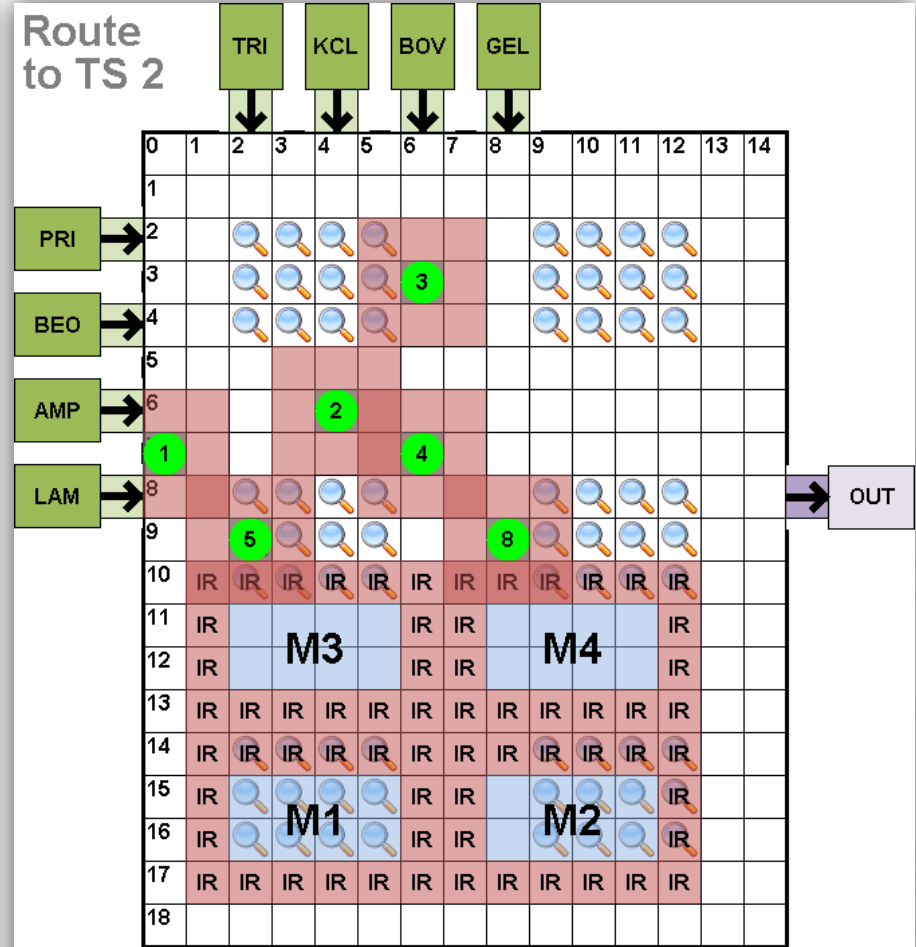 Route
to TS 2
TRI KCL BOV GEL
0 1 2 3 4 5 6 7 8 9 10 11 12 13 14
1
PRI 2
3 3
BEO 4
5
AMP 6 2
1 4
LAM 8 OUT
9 5 8
10 IR IR IR IR IR IR IR IR IR IR IR IR
11 IR IR IR IR
M3 M4
12 IR IR IR IR
13 IR IR IR IR IR IR IR IR IR IR IR IR
14 IR IR IR IR IR IR IR IR IR IR IR IR
15 IR IR IR IR
M1 M2
16 IR IR IR IR
17 IR IR IR IR IR IR IR IR IR IR IR IR
18